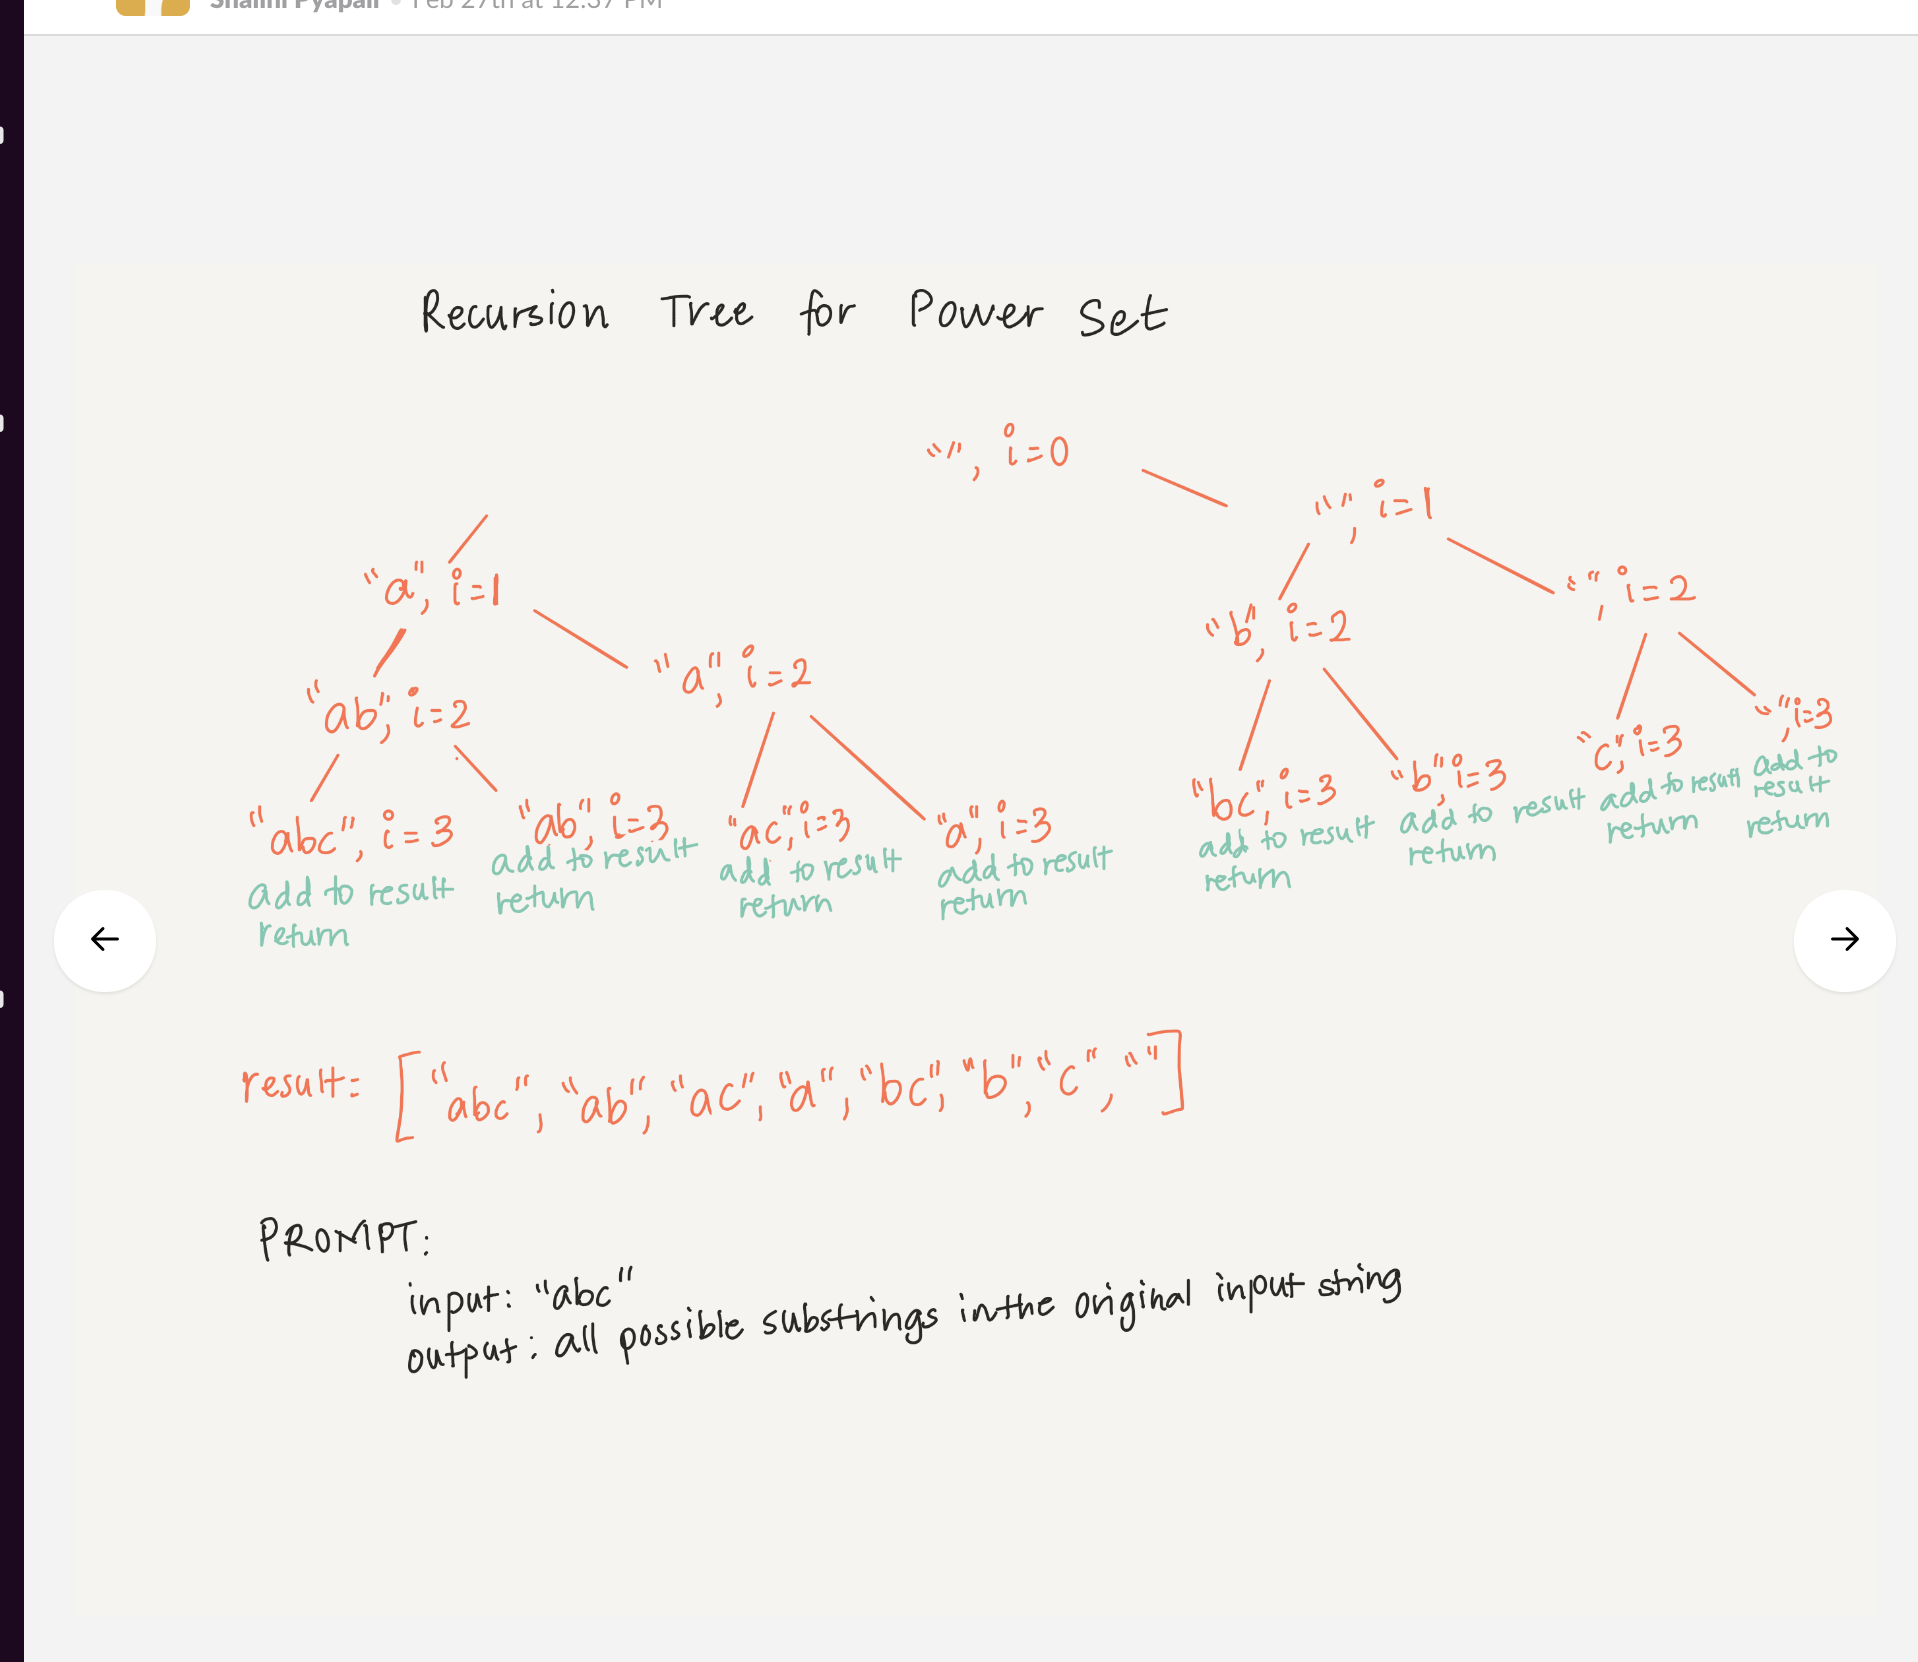 Shalini Pyapali • Feb 27th at 12:37 PM
Recursion Tree for Power Set
"", i=0
"", i=1
"a", i=1
"", i=2
"b", i=2
"a", i=2
"ab", i=2
"", i=3
add to
result
return
"c", i=3
add to result
return
"b", i=3
add to result
return
"bc", i=3
add to result
return
"abc", i=3
add to result
return
"ab", i=3
add to result
return
"ac", i=3
add to result
return
"a", i=3
add to result
return
result= ["abc", "ab", "ac", "a", "bc", "b", "c", ""]
PROMPT:
input: "abc"
output: all possible substrings in the original input string